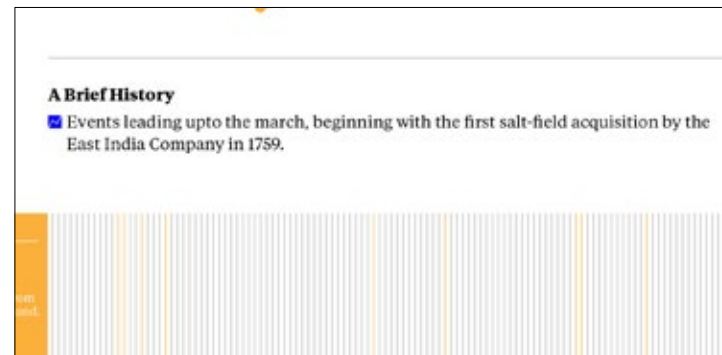 A Brief History
Events leading upto the march, beginning with the first salt-field acquisition by the
East India Company in 1759.